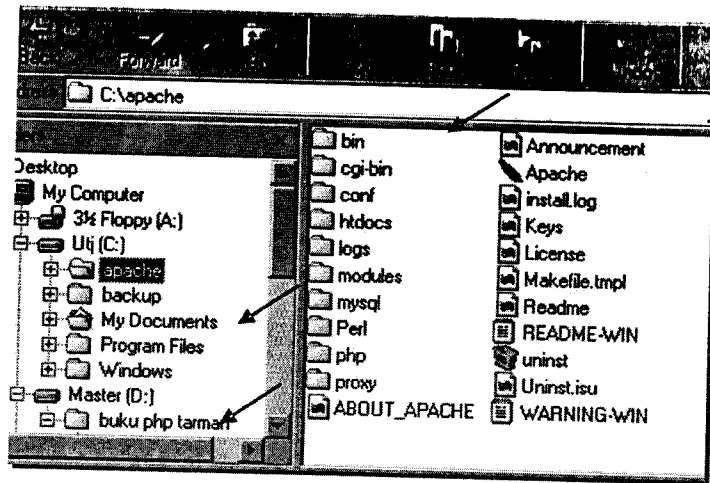 Back
Forward
C:\apache
Desktop
My Computer
3½ Floppy (A:)
Utj (C:)
apache
backup
My Documents
Program Files
Windows
Master (D:)
buku php tarman
bin
cgi-bin
conf
htdocs
logs
modules
mysql
Perl
php
proxy
ABOUT_APACHE
Announcement
Apache
install.log
Keys
License
Makefile.tmpl
Readme
README-WIN
uninst
Uninst.isu
WARNING-WIN